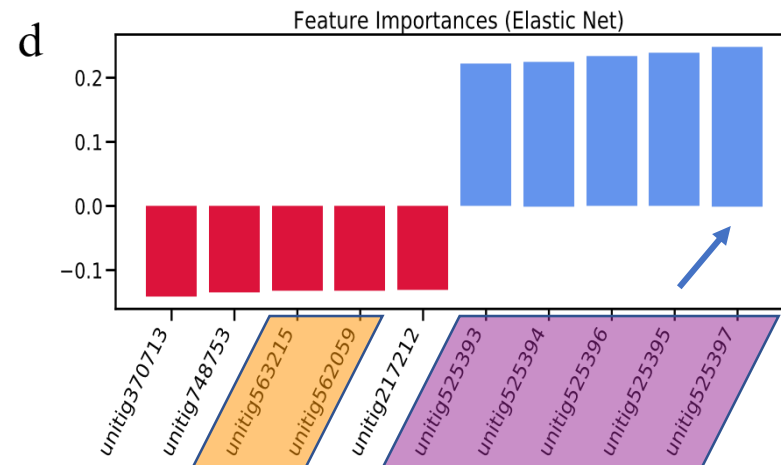 d
Feature Importances (Elastic Net)
0.2
0.1
0.0
−0.1
unitig370713
unitig748753
unitig563215
unitig562059
unitig217212
unitig525393
unitig525394
unitig525396
unitig525395
unitig525397